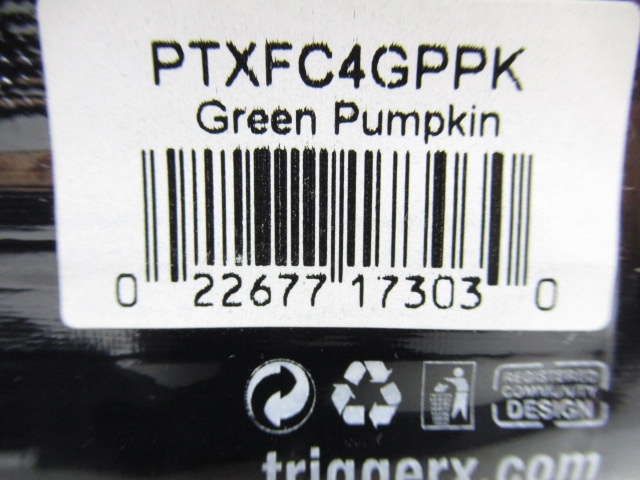 PTXFC4GPPK
Green Pumpkin
0 22677 17303 0
REGISTERED
COMMUNITY
DESIGN
triggerx.com